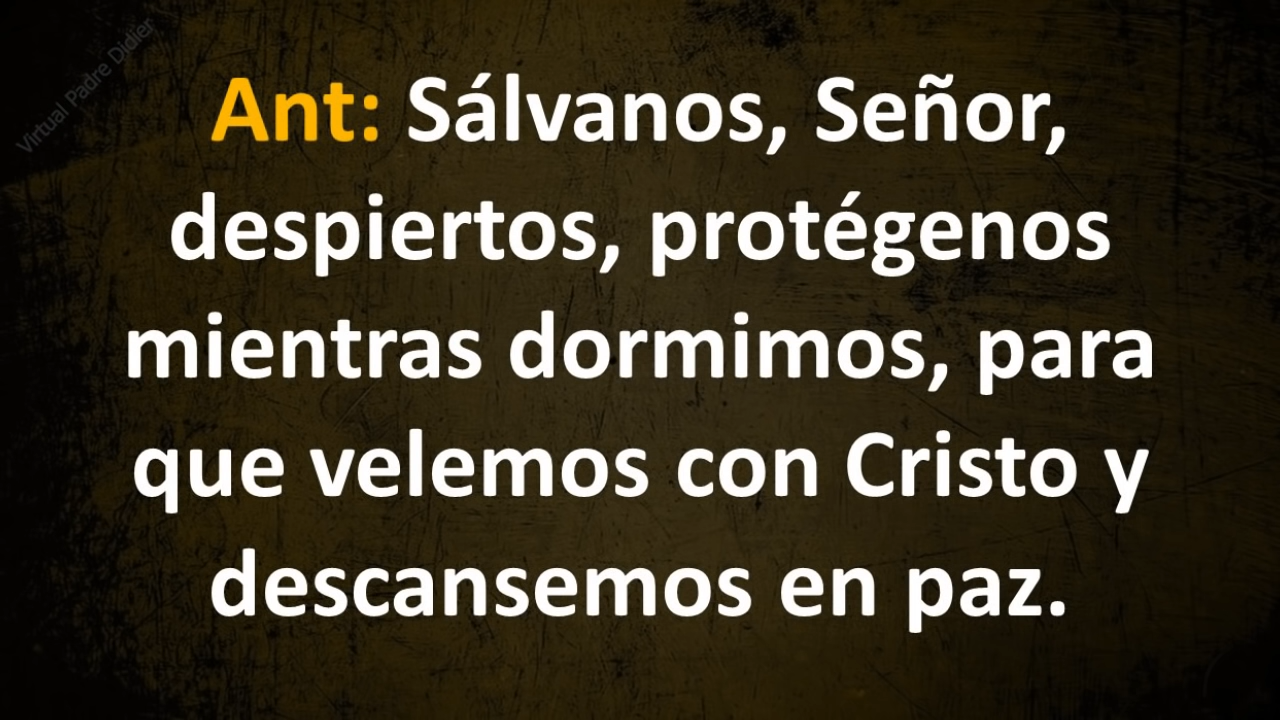 Virtual Padre Didier
Ant: Sálvanos, Señor,
despiertos, protégenos
mientras dormimos, para
que velemos con Cristo y
descansemos en paz.